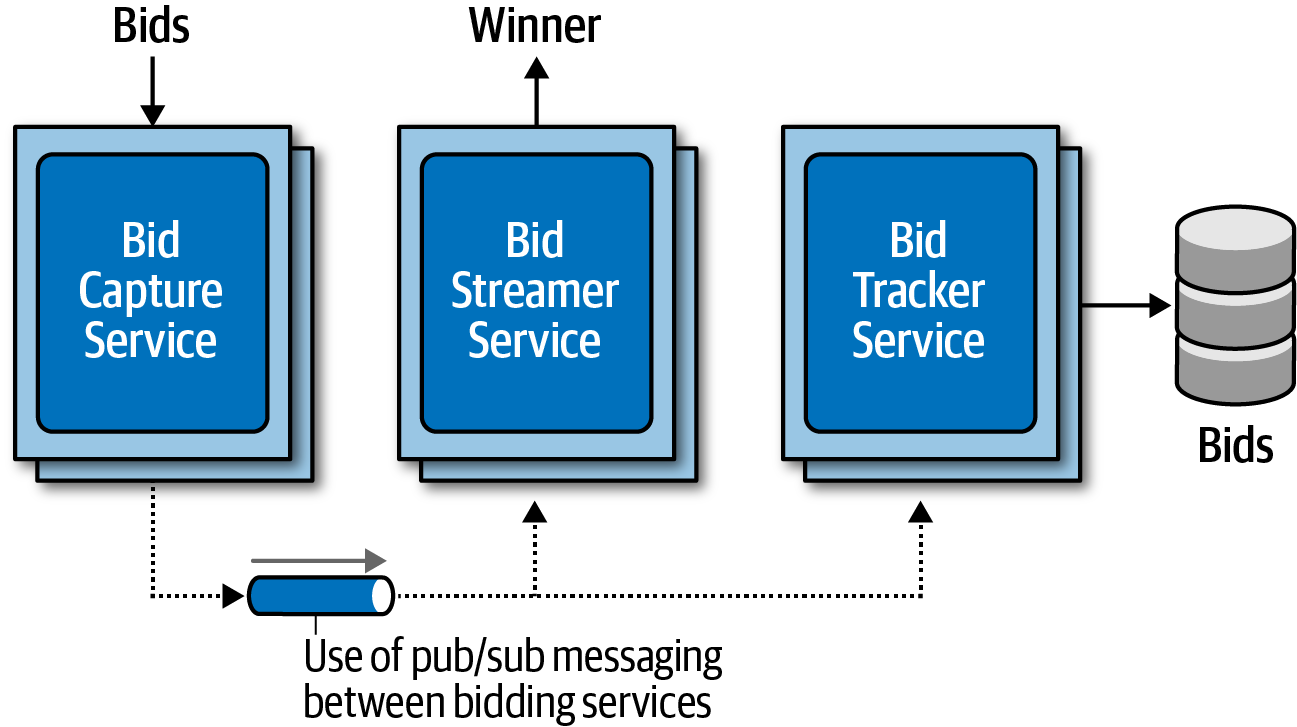 Bids
Winner
Bid
Capture
Service
Bid
Streamer
Service
Bid
Tracker
Service
Bids
Use of pub/sub messaging
between bidding services